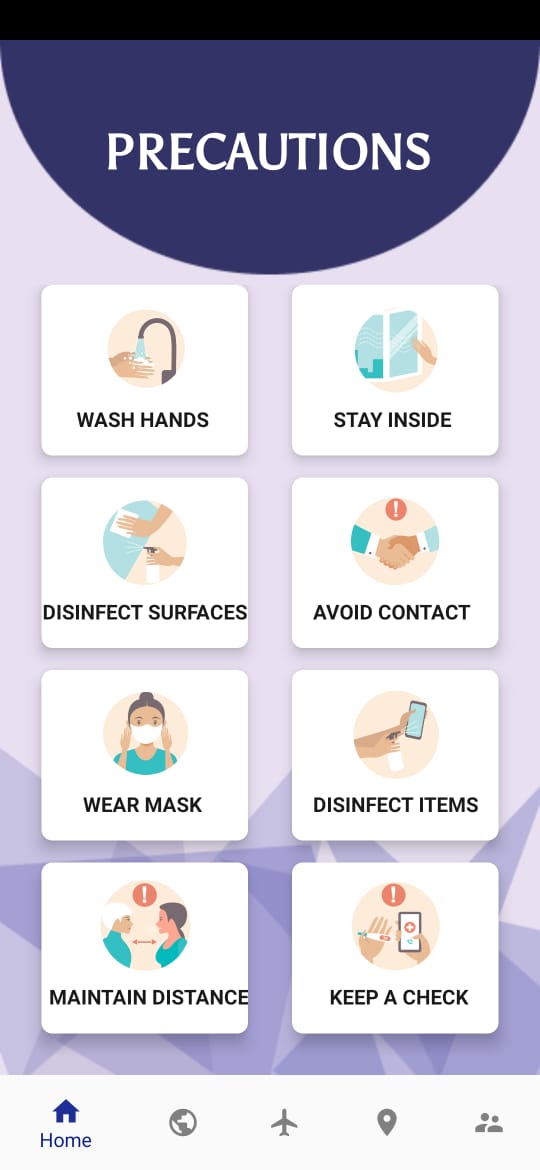 PRECAUTIONS
WASH HANDS
STAY INSIDE
DISINFECT SURFACES
AVOID CONTACT
WEAR MASK
DISINFECT ITEMS
MAINTAIN DISTANCE
KEEP A CHECK
Home